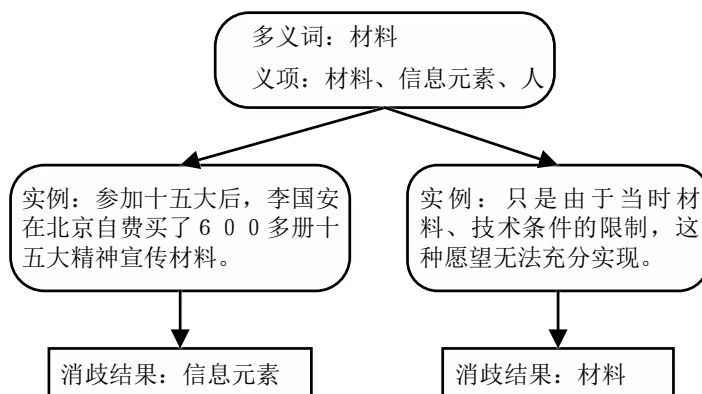 多义词：材料
义项：材料、信息元素、人
实例：参加十五大后，李国安
在北京自费买了６００多册十
五大精神宣传材料。
实例：只是由于当时材
料、技术条件的限制，这
种愿望无法充分实现。
消歧结果：信息元素
消歧结果：材料